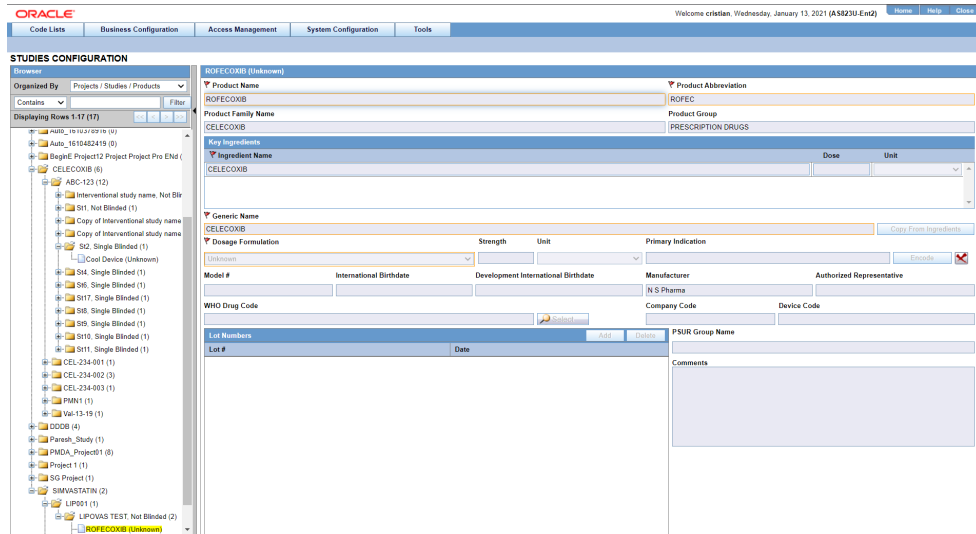 ORACLE
Welcome cristian, Wednesday, January 13, 2021 (AS823U-Ent2) Home Help Close
Code Lists Business Configuration Access Management System Configuration Tools
STUDIES CONFIGURATION
Browser
Organized By Projects / Studies / Products
Contains Filter
Displaying Rows 1-17 (17) << < > >>
Auto_1610378916 (0)
Auto_1610482419 (0)
BeginE Project12 Project Project Pro ENd (
CELECOXIB (6)
ABC-123 (12)
Interventional study name, Not Blin
St1, Not Blinded (1)
Copy of Interventional study name
Copy of Interventional study name
St2, Single Blinded (1)
Cool Device (Unknown)
St4, Single Blinded (1)
St6, Single Blinded (1)
St17, Single Blinded (1)
St8, Single Blinded (1)
St9, Single Blinded (1)
St10, Single Blinded (1)
St11, Single Blinded (1)
CEL-234-001 (1)
CEL-234-002 (3)
CEL-234-003 (1)
PMN1 (1)
Val-13-19 (1)
DDDB (4)
Paresh_Study (1)
PMDA_Project01 (8)
Project 1 (1)
SG Project (1)
SIMVASTATIN (2)
LIP001 (1)
LIPOVAS TEST, Not Blinded (2)
ROFECOXIB (Unknown)
ROFECOXIB (Unknown)
Product Name Product Abbreviation
ROFECOXIB ROFEC
Product Family Name Product Group
CELECOXIB PRESCRIPTION DRUGS
Key Ingredients
Ingredient Name Dose Unit
CELECOXIB
Generic Name
CELECOXIB Copy From Ingredients
Dosage Formulation Strength Unit Primary Indication
Unknown Encode
Model # International Birthdate Development International Birthdate Manufacturer Authorized Representative
N S Pharma
WHO Drug Code Company Code Device Code
Select
Lot Numbers Add Delete PSUR Group Name
Lot # Date
Comments